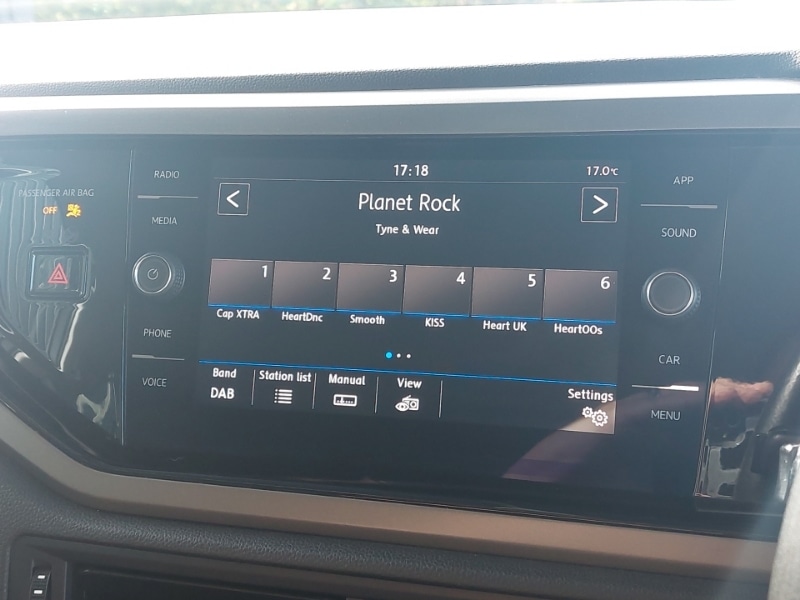 PASSENGER AIR BAG
OFF
RADIO
MEDIA
PHONE
VOICE
17:18
17.0°C
Planet Rock
Tyne & Wear
1 2 3 4 5 6
Cap XTRA HeartDnc Smooth KISS Heart UK Heart00s
Band Station list Manual View Settings
DAB
APP
SOUND
CAR
MENU